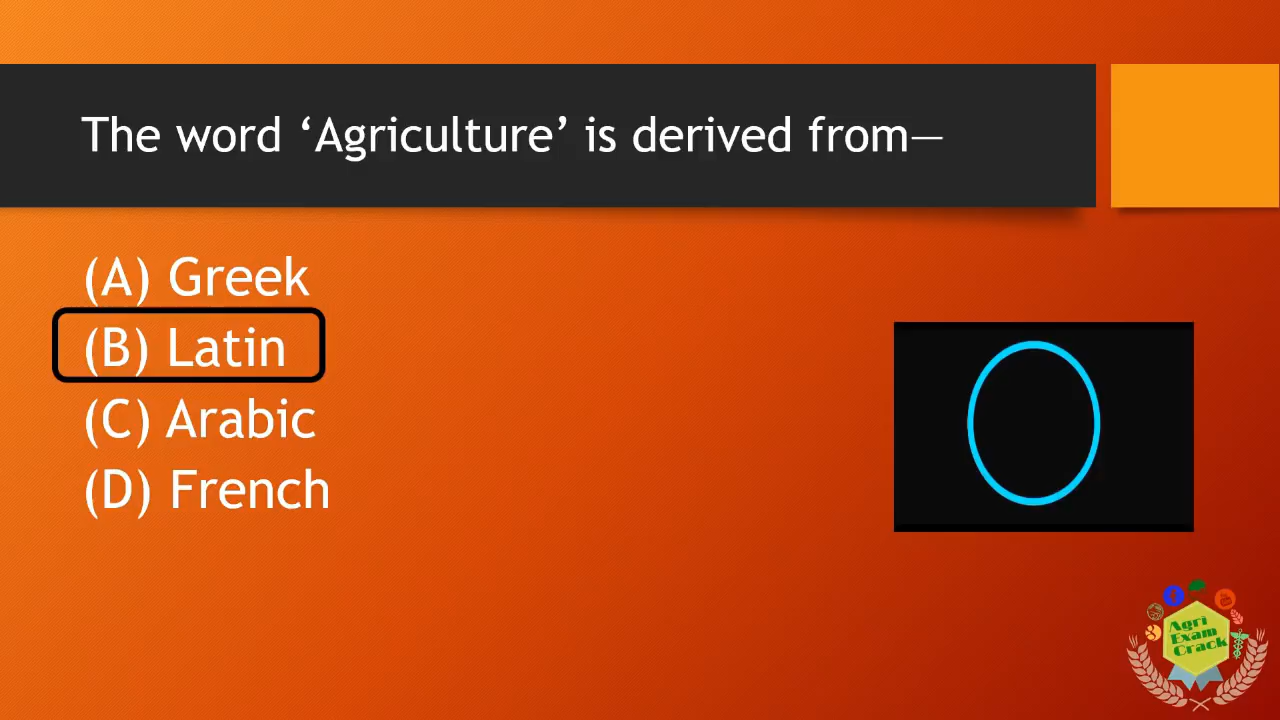 The word ‘Agriculture’ is derived from—
(A) Greek
(B) Latin
(C) Arabic
(D) French
Agri
Exam
Crack